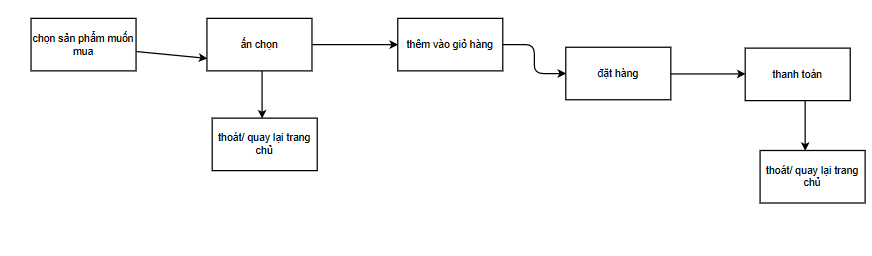 chọn sản phẩm muốn
mua
ấn chọn
thêm vào giỏ hàng
đặt hàng
thanh toán
thoát/ quay lại trang
chủ
thoát/ quay lại trang
chủ